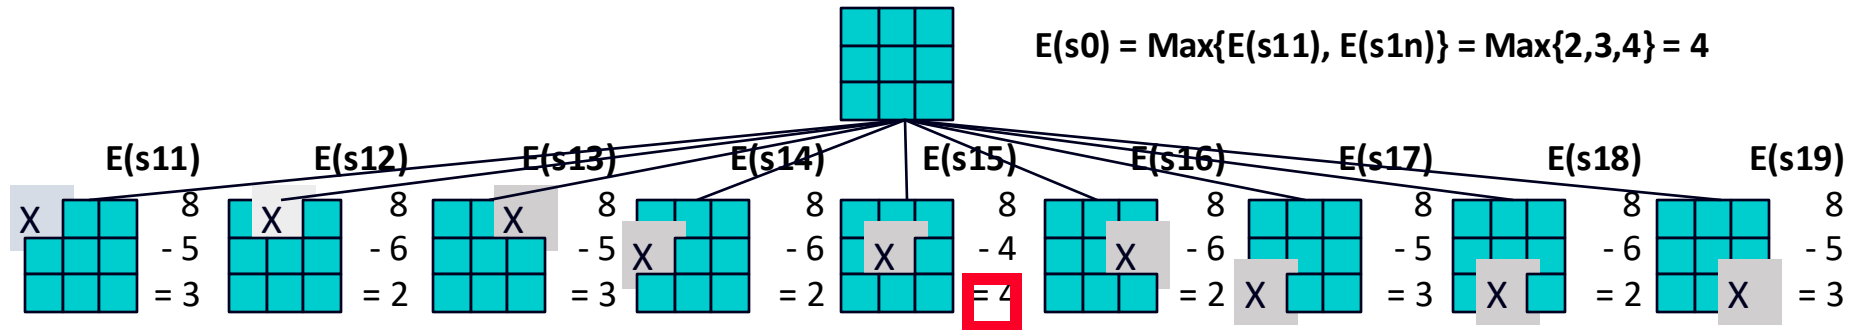 E(s0) = Max{E(s11), E(s1n)} = Max{2,3,4} = 4
E(s11) E(s12) E(s13) E(s14) E(s15) E(s16) E(s17) E(s18) E(s19)
X 8 X 8 X 8 8 8 8 8 8 8
- 5 - 6 - 5 X - 6 X - 4 X - 6 - 5 - 6 - 5
= 3 = 2 = 3 = 2 = 4 = 2 X = 3 X = 2 X = 3